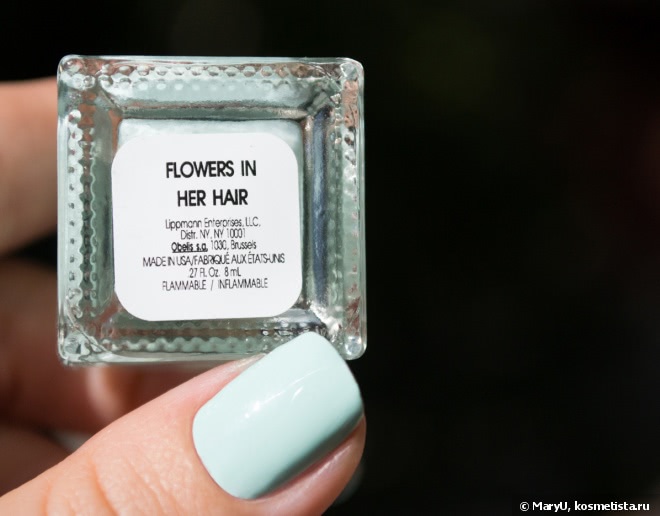 FLOWERS IN
HER HAIR
Lippmann Enterprises, LLC,
Distr. NY, NY 10001
Obelis s.a, 1030, Brussels
MADE IN USA/FABRIQUÉ AUX ÉTATS-UNIS
.27 Fl. Oz. 8 mL
FLAMMABLE / INFLAMMABLE
© MaryU, kosmetista.ru